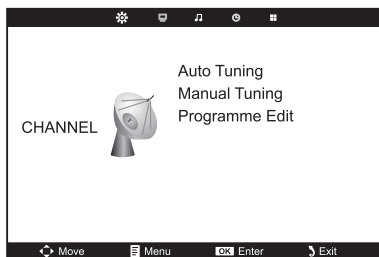 Auto Tuning
Manual Tuning
Programme Edit
CHANNEL
Move Menu OK Enter Exit